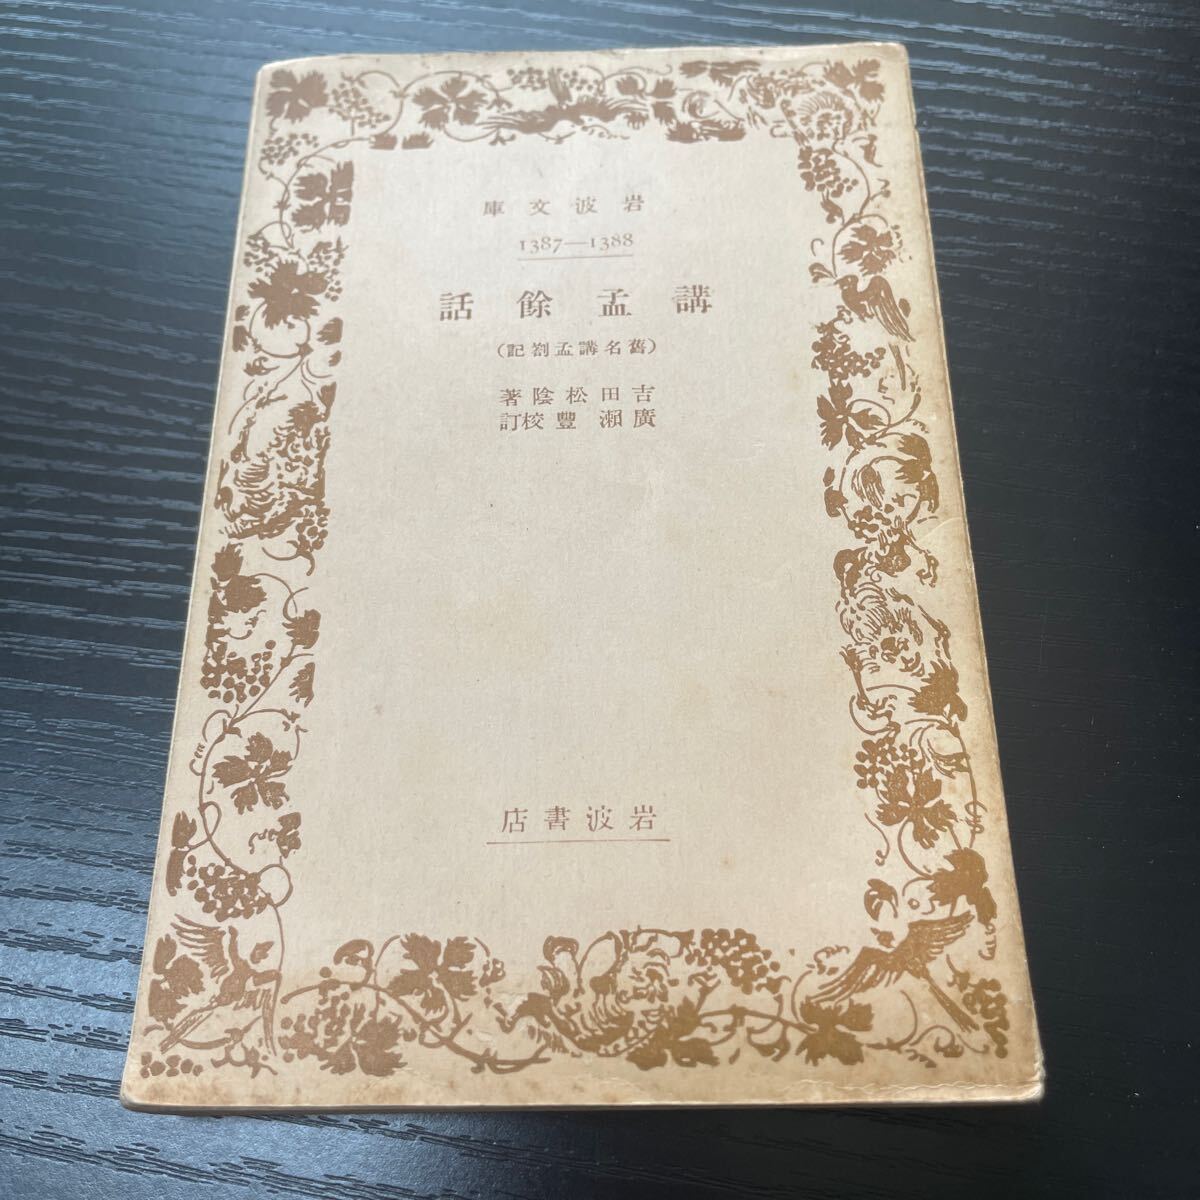 岩波文庫
1387—1388
講孟餘話
（舊名講孟劄記）
吉田松陰著
廣瀬豐校訂
岩波書店